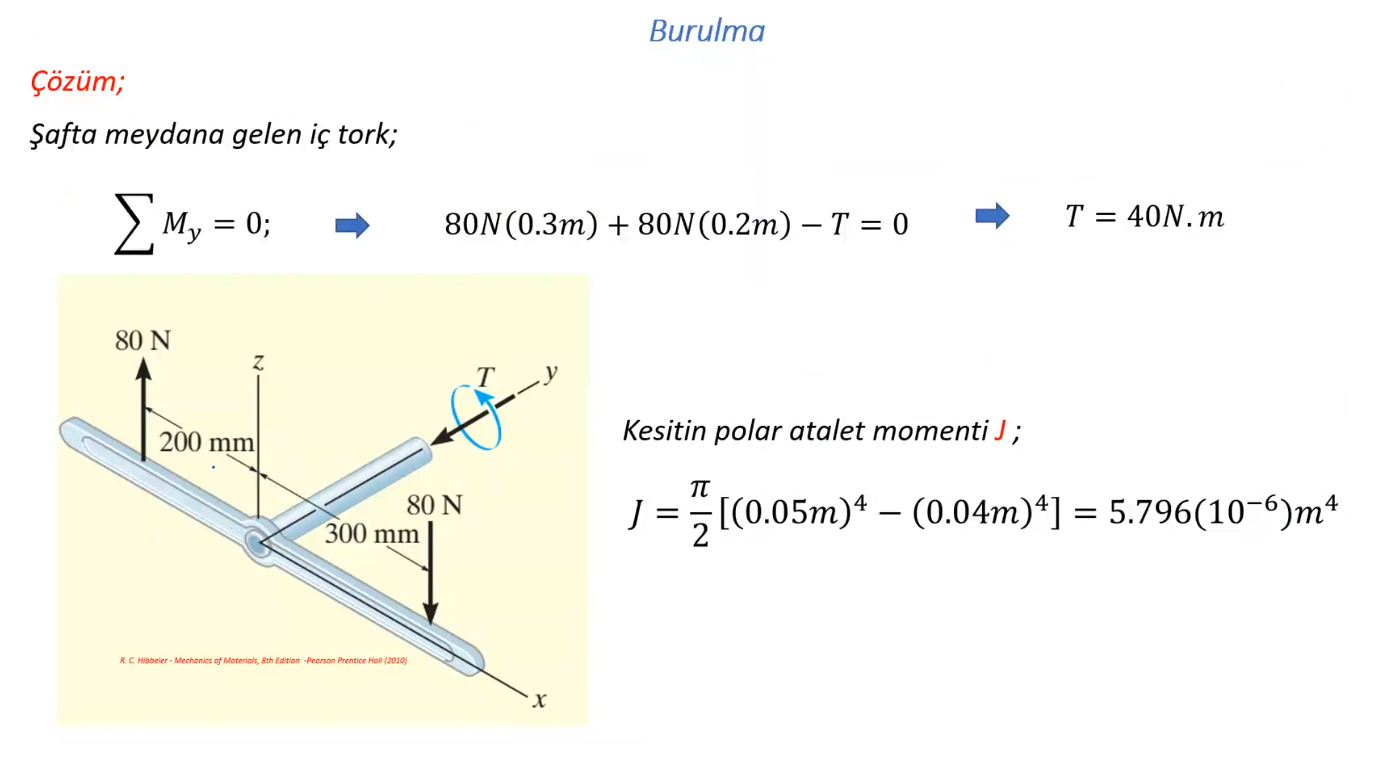 Burulma
Çözüm;
Şafta meydana gelen iç tork;
∑ M_y = 0; 80N(0.3m) + 80N(0.2m) − T = 0 T = 40N.m
80 N
z
T
y
200 mm
80 N
300 mm
x
R. C. Hibbeler - Mechanics of Materials, 8th Edition -Pearson Prentice Hall (2010)
Kesitin polar atalet momenti J ;
J = π/2 [(0.05m)⁴ − (0.04m)⁴] = 5.796(10⁻⁶)m⁴